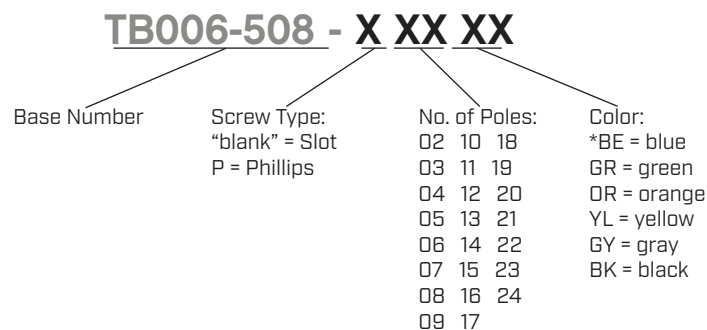 TB006-508 - X XX XX
Base Number
Screw Type:
“blank” = Slot
P = Phillips
No. of Poles:
02 10 18
03 11 19
04 12 20
05 13 21
06 14 22
07 15 23
08 16 24
09 17
Color:
*BE = blue
GR = green
OR = orange
YL = yellow
GY = gray
BK = black